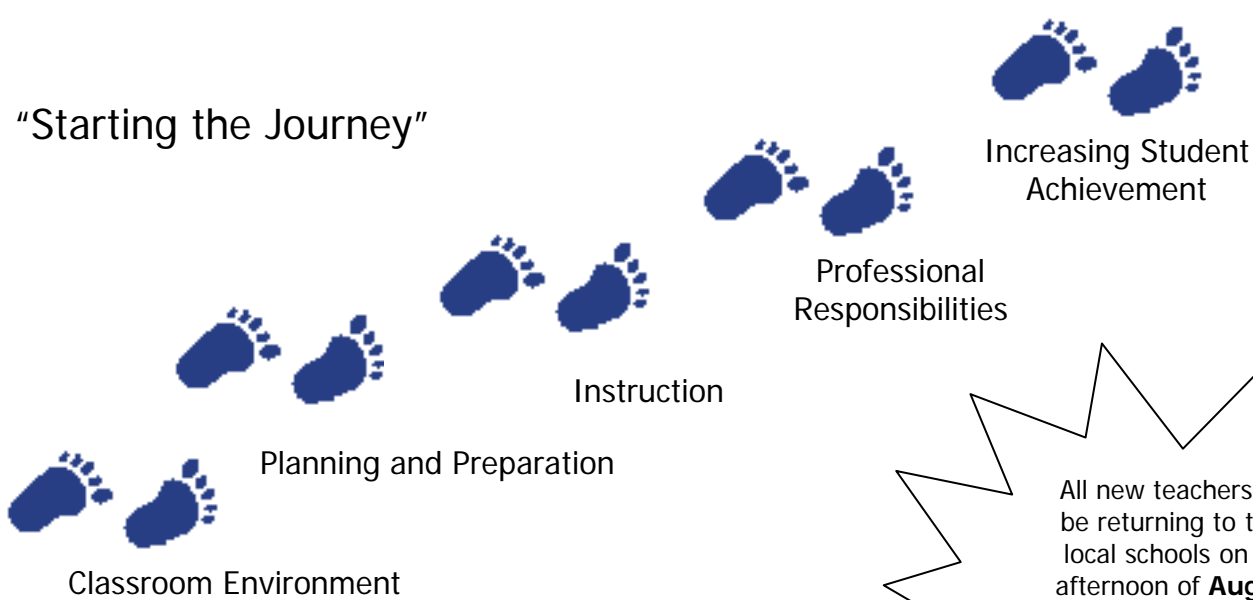 "Starting the Journey"
Increasing Student
Achievement
Professional
Responsibilities
Instruction
Planning and Preparation
Classroom Environment
All new teachers
be returning to
local schools on
afternoon of